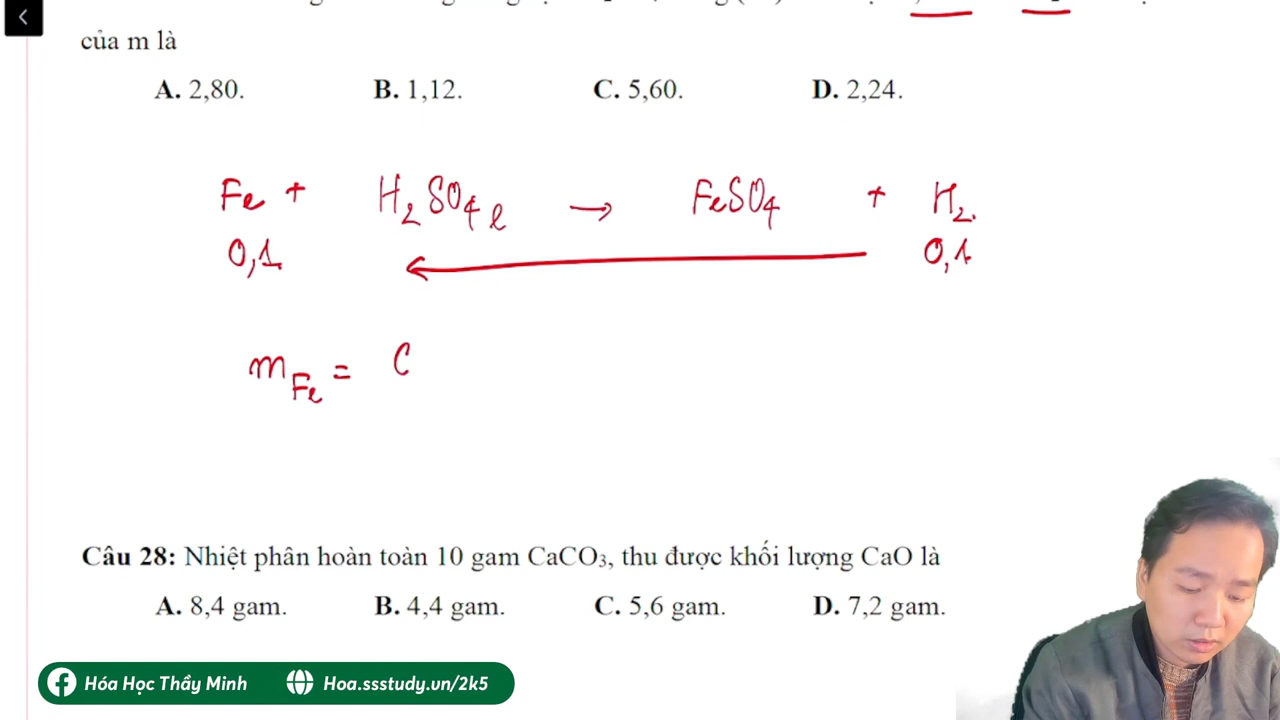 của m là
A. 2,80. B. 1,12. C. 5,60. D. 2,24.
Fe + H₂SO₄ l → FeSO₄ + H₂.
0,1 0,1
m Fe = 0
Câu 28: Nhiệt phân hoàn toàn 10 gam CaCO₃, thu được khối lượng CaO là
A. 8,4 gam. B. 4,4 gam. C. 5,6 gam. D. 7,2 gam.
Hóa Học Thầy Minh Hoa.ssstudy.vn/2k5